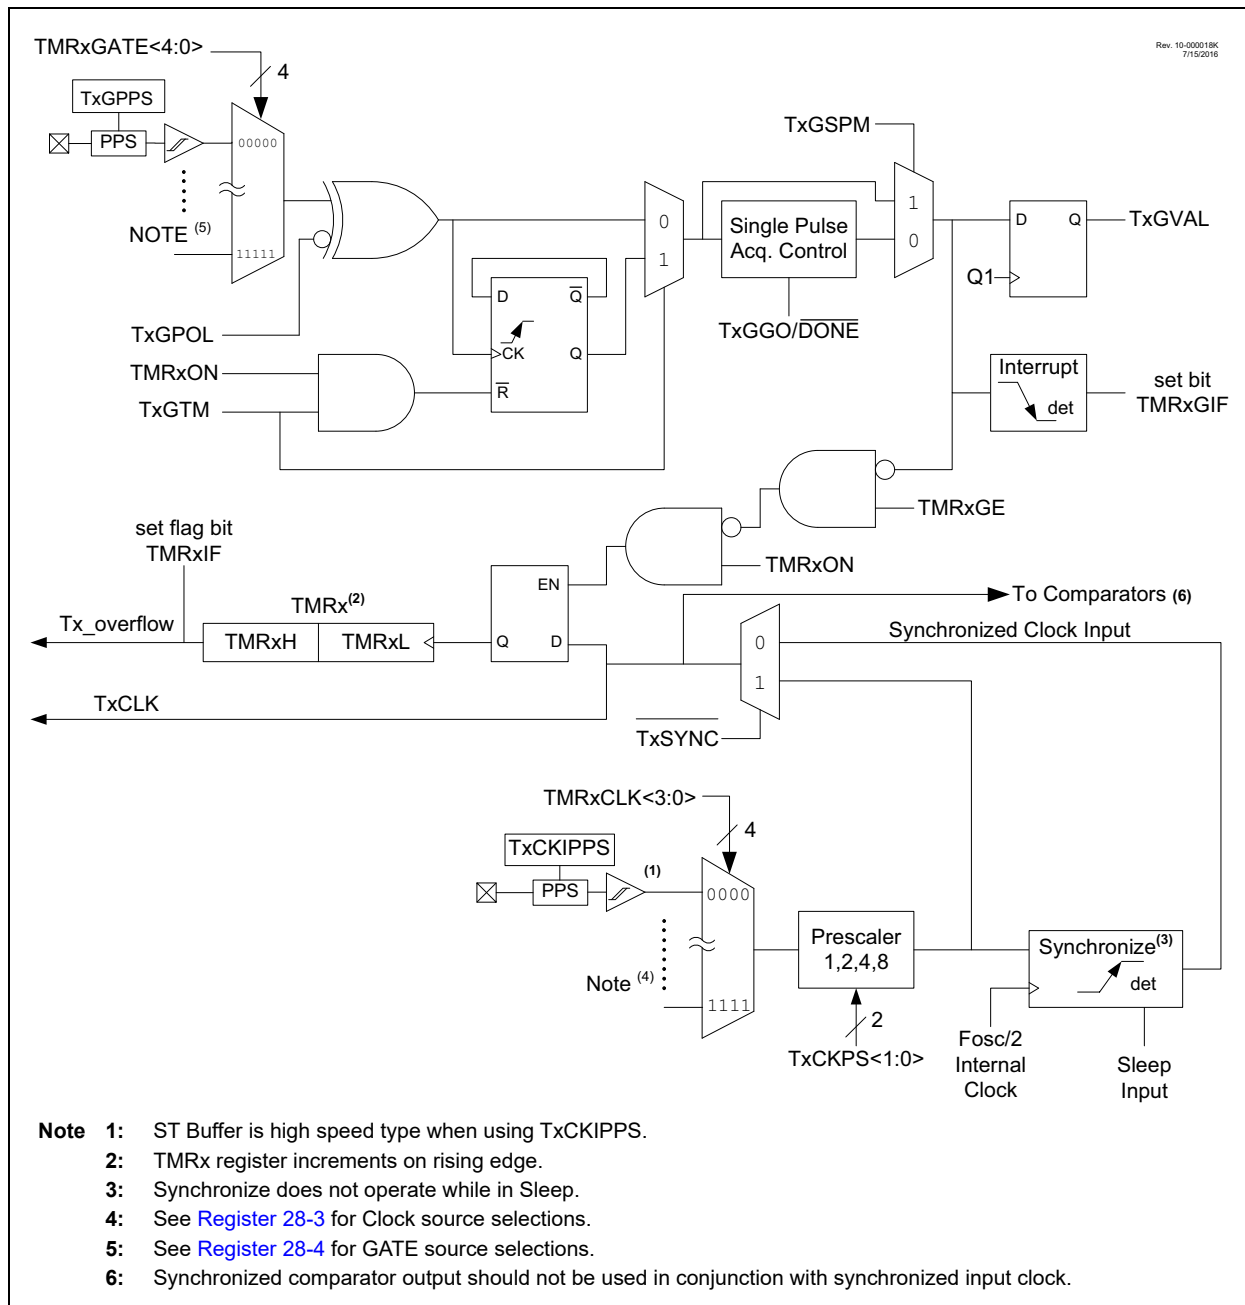 TMRxGATE<4:0>
4
Rev. 10-000018K
7/15/2016
TxGPPS
PPS
00000
NOTE (5)
11111
TxGPOL
TMRxON
TxGTM
D
Q
CK
Q
R
0
1
Single Pulse
Acq. Control
TxGGO/DONE
TxGSPM
1
0
D
Q
Q1
TxGVAL
Interrupt
det
set bit
TMRxGIF
TMRxGE
TMRxON
set flag bit
TMRxIF
Tx_overflow
TMRx(2)
TMRxH
TMRxL
EN
Q
D
TxCLK
To Comparators (6)
0
1
Synchronized Clock Input
TxSYNC
TMRxCLK<3:0>
4
TxCKIPPS
PPS
(1)
0000
Note (4)
1111
Prescaler
1,2,4,8
2
TxCKPS<1:0>
Synchronize(3)
det
Fosc/2
Internal
Clock
Sleep
Input
Note 1: ST Buffer is high speed type when using TxCKIPPS.
2: TMRx register increments on rising edge.
3: Synchronize does not operate while in Sleep.
4: See Register 28-3 for Clock source selections.
5: See Register 28-4 for GATE source selections.
6: Synchronized comparator output should not be used in conjunction with synchronized input clock.